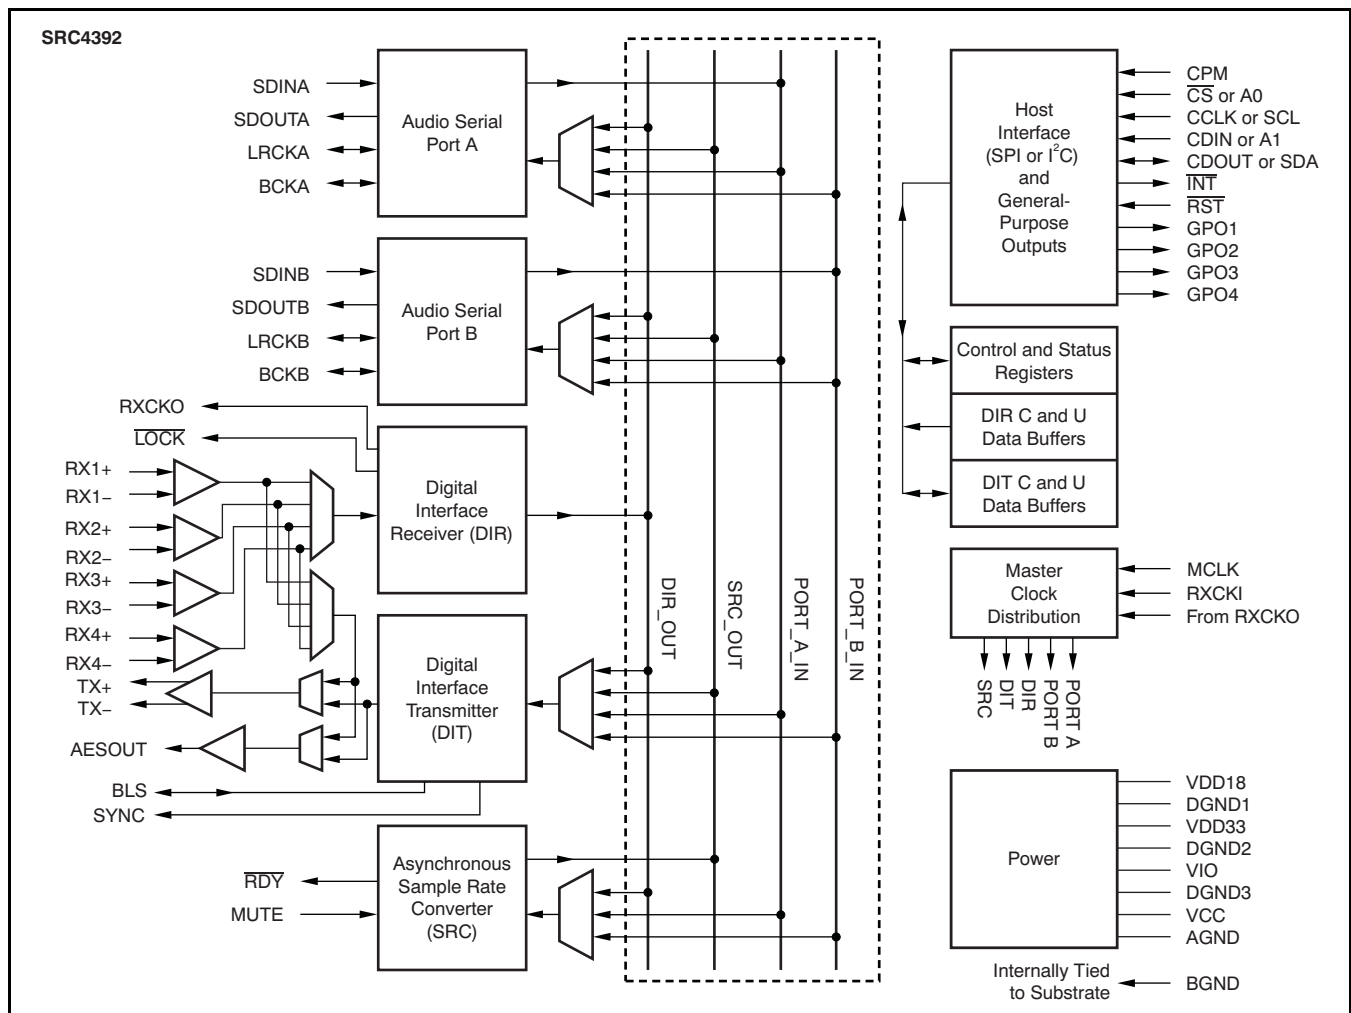 SRC4392
SDINA
SDOUTA
LRCKA
BCKA
Audio Serial
Port A
SDINB
SDOUTB
LRCKB
BCKB
Audio Serial
Port B
RXCKO
LOCK
RX1+
RX1−
RX2+
RX2−
RX3+
RX3−
RX4+
RX4−
TX+
TX−
AESOUT
BLS
SYNC
Digital
Interface
Receiver (DIR)
Digital
Interface
Transmitter
(DIT)
RDY
MUTE
Asynchronous
Sample Rate
Converter
(SRC)
DIR_OUT
SRC_OUT
PORT_A_IN
PORT_B_IN
Host
Interface
(SPI or I²C)
and
General-
Purpose
Outputs
CPM
CS or A0
CCLK or SCL
CDIN or A1
CDOUT or SDA
INT
RST
GPO1
GPO2
GPO3
GPO4
Control and Status
Registers
DIR C and U
Data Buffers
DIT C and U
Data Buffers
Master
Clock
Distribution
MCLK
RXCKI
From RXCKO
SRC
DIT
DIR
PORT B
PORT A
Power
VDD18
DGND1
VDD33
DGND2
VIO
DGND3
VCC
AGND
Internally Tied
to Substrate
BGND